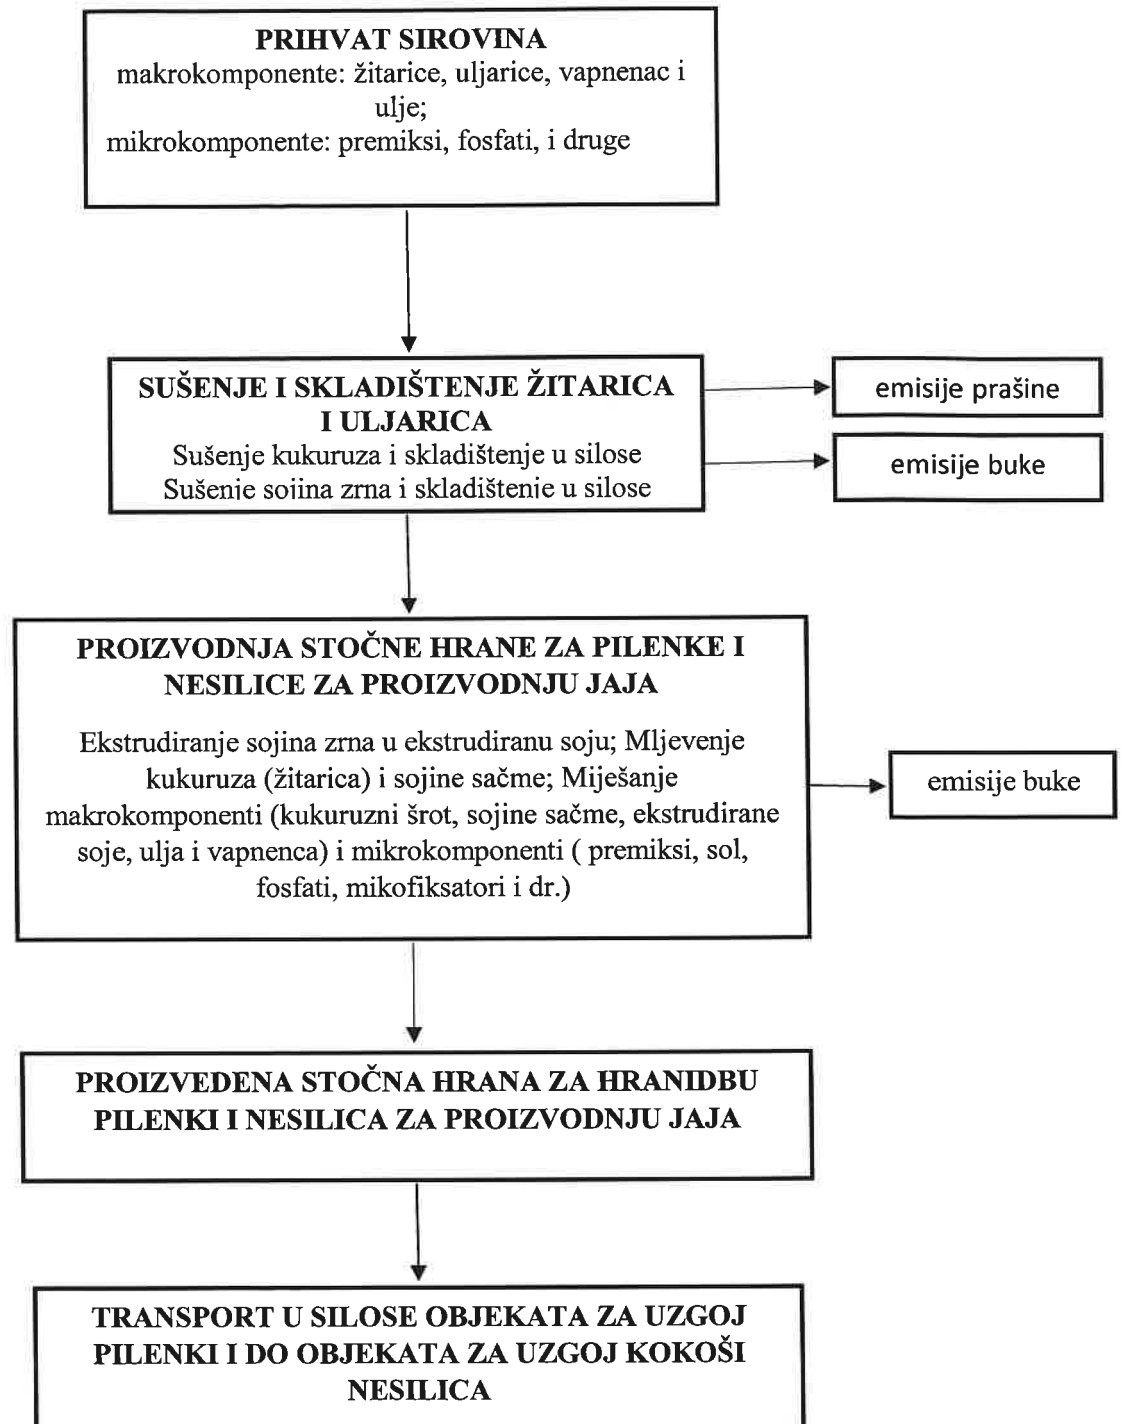 PRIHVAT SIROVINA
makrokomponente: žitarice, uljarice, vapnenac i
ulje;
mikrokomponente: premiksi, fosfati, i druge
SUŠENJE I SKLADIŠTENJE ŽITARICA
I ULJARICA
Sušenje kukuruza i skladištenje u silose
Sušenje sojina zrna i skladištenje u silose
emisije prašine
emisije buke
PROIZVODNJA STOČNE HRANE ZA PILENKE I
NESILICE ZA PROIZVODNJU JAJA
Ekstrudiranje sojina zrna u ekstrudiranu soju; Mljevenje
kukuruza (žitarica) i sojine sačme; Miješanje
makrokomponenti (kukuruzni šrot, sojine sačme, ekstrudirane
soje, ulja i vapnenca) i mikrokomponenti ( premiksi, sol,
fosfati, mikofiksatori i dr.)
emisije buke
PROIZVEDENA STOČNA HRANA ZA HRANIDBU
PILENKI I NESILICA ZA PROIZVODNJU JAJA
TRANSPORT U SILOSE OBJEKATA ZA UZGOJ
PILENKI I DO OBJEKATA ZA UZGOJ KOKOŠI
NESILICA